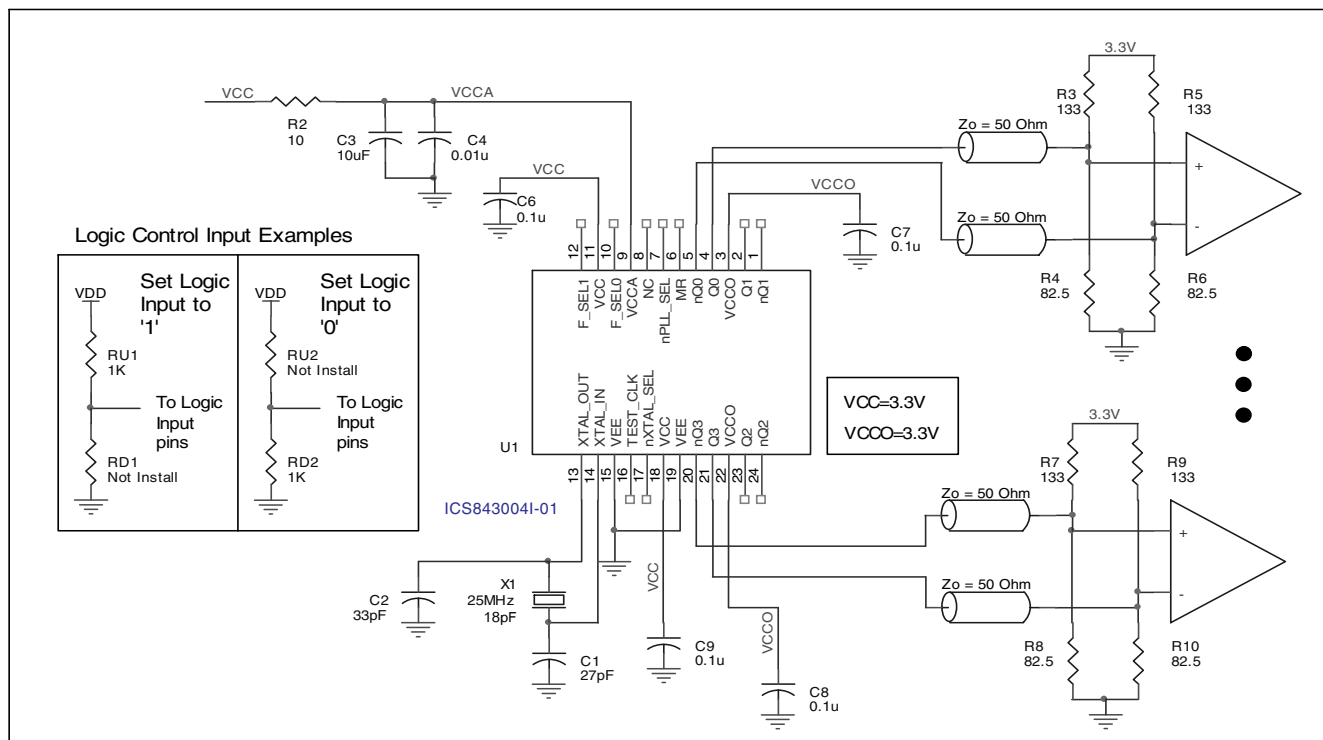 3.3V
R3
133
R5
133
VCC
VCCA
R2
10
C3
10uF
C4
0.01u
Zo = 50 Ohm
+
VCC
C6
0.1u
VCCO
C7
0.1u
Zo = 50 Ohm
-
R4
82.5
R6
82.5
12
11
10
9
8
7
6
5
4
3
2
1
F_SEL1
VCC
F_SEL0
VCCA
NC
nPLL_SEL
MR
nQ0
Q0
VCCO
Q1
nQ1
Logic Control Input Examples
VDD
Set Logic
Input to
'1'
RU1
1K
To Logic
Input
pins
RD1
Not Install
VDD
Set Logic
Input to
'0'
RU2
Not Install
To Logic
Input
pins
RD2
1K
XTAL_OUT
XTAL_IN
VEE
TEST_CLK
nXTAL_SEL
VCC
VEE
nQ3
Q3
VCCO
Q2
nQ2
U1
13
14
15
16
17
18
19
20
21
22
23
24
VCC=3.3V
VCCO=3.3V
ICS843004I-01
3.3V
R7
133
R9
133
Zo = 50 Ohm
+
Zo = 50 Ohm
-
R8
82.5
R10
82.5
C2
33pF
X1
25MHz
18pF
C1
27pF
VCC
C9
0.1u
VCCO
C8
0.1u